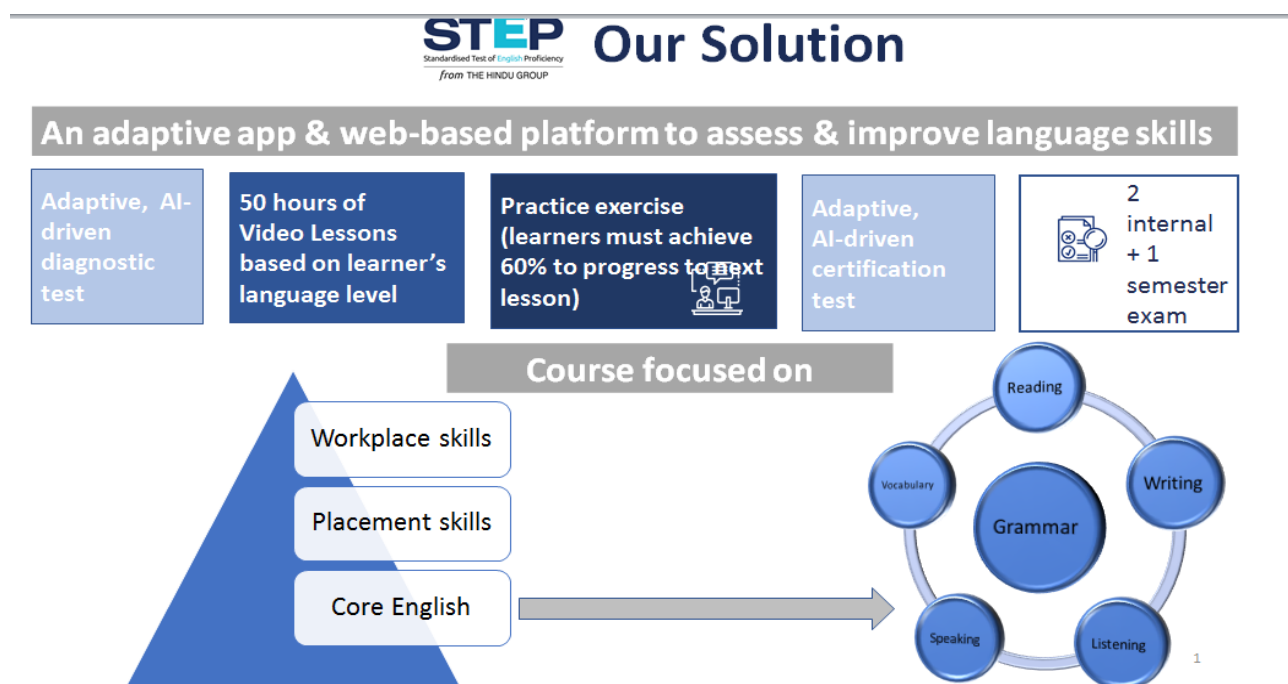 STEP
Standardised Test of English Proficiency
from THE HINDU GROUP
Our Solution
An adaptive app & web-based platform to assess & improve language skills
Adaptive, AI-
driven
diagnostic
test
50 hours of
Video Lessons
based on learner's
language level
Practice exercise
(learners must achieve
60% to progress to next
lesson)
Adaptive,
AI-driven
certification
test
2
internal
+ 1
semester
exam
Course focused on
Workplace skills
Placement skills
Core English
Reading
Writing
Listening
Speaking
Vocabulary
Grammar
1